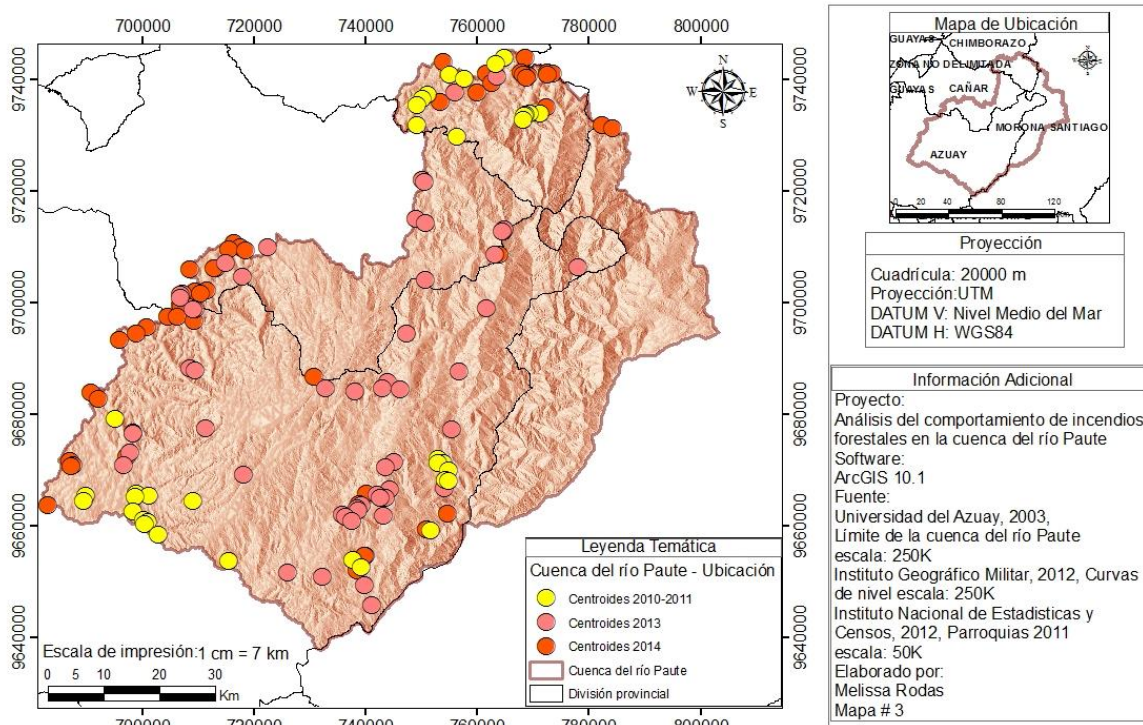 700000 720000 740000 760000 780000 800000
9740000 9740000
9720000 9720000
9700000 9700000
9680000 9680000
9660000 9660000
9640000 9640000
N
W E
S
Escala de impresión:1 cm = 7 km
0 5 10 20 30
Km
700000 720000 740000 760000 780000 800000
Leyenda Temática
Cuenca del río Paute - Ubicación
Centroides 2010-2011
Centroides 2013
Centroides 2014
Cuenca del río Paute
División provincial
Mapa de Ubicación
GUAYAS CHIMBORAZO
ZONA NO DELIMITADA
CAÑAR
GUAYAS
MORONA SANTIAGO
AZUAY
0 20 40 80 120
Proyección
Cuadrícula: 20000 m
Proyección:UTM
DATUM V: Nivel Medio del Mar
DATUM H: WGS84
Información Adicional
Proyecto:
Análisis del comportamiento de incendios
forestales en la cuenca del río Paute
Software:
ArcGIS 10.1
Fuente:
Universidad del Azuay, 2003,
Límite de la cuenca del río Paute
escala: 250K
Instituto Geográfico Militar, 2012, Curvas
de nivel escala: 250K
Instituto Nacional de Estadisticas y
Censos, 2012, Parroquias 2011
escala: 50K
Elaborado por:
Melissa Rodas
Mapa # 3